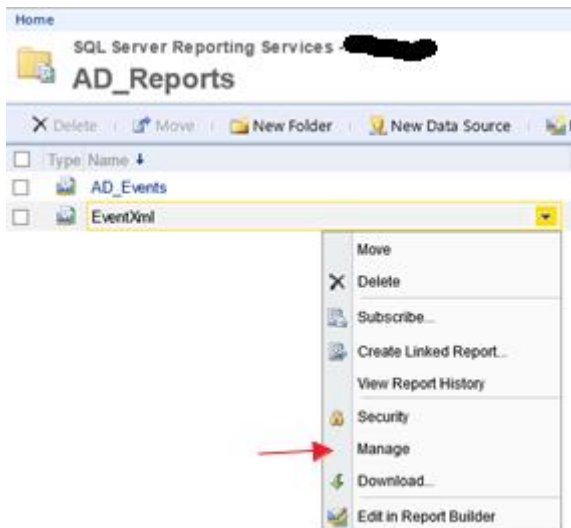 Home
SQL Server Reporting Services -
AD_Reports
Delete Move New Folder New Data Source
Type Name
AD_Events
EventXml
Move
Delete
Subscribe...
Create Linked Report...
View Report History
Security
Manage
Download...
Edit in Report Builder